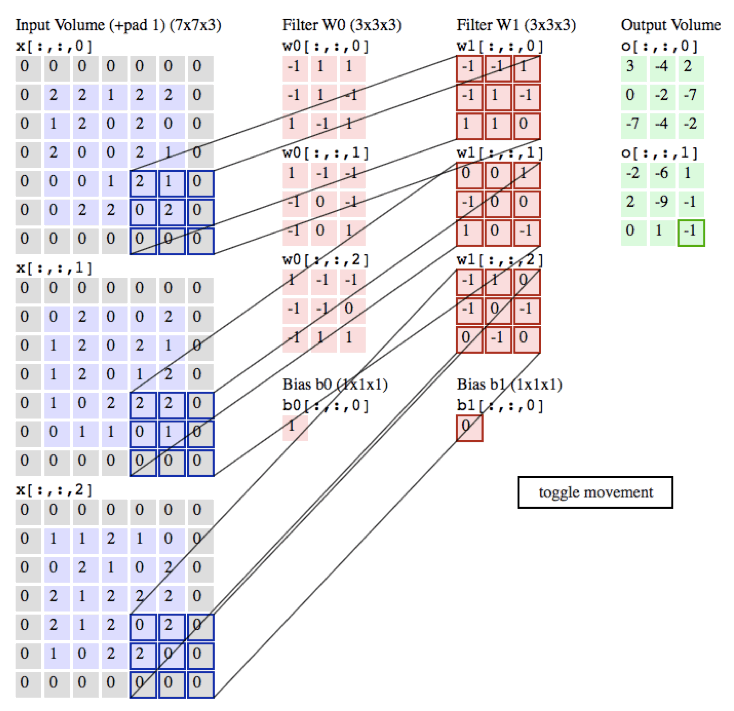 Input Volume (+pad 1) (7x7x3)
x[:,:,0]
0 0 0 0 0 0 0
0 2 2 1 2 2 0
0 1 2 0 2 0 0
0 2 0 0 2 1 0
0 0 0 1 2 1 0
0 0 2 2 0 2 0
0 0 0 0 0 0 0
x[:,:,1]
0 0 0 0 0 0 0
0 0 2 0 0 2 0
0 1 2 0 2 1 0
0 1 2 0 1 2 0
0 1 0 2 2 2 0
0 0 1 1 0 1 0
0 0 0 0 0 0 0
x[:,:,2]
0 0 0 0 0 0 0
0 1 1 2 1 0 0
0 0 2 1 0 2 0
0 2 1 2 2 2 0
0 2 1 2 0 2 0
0 1 0 2 2 0 0
0 0 0 0 0 0 0
Filter W0 (3x3x3)
w0[:,:,0]
-1 1 1
-1 1 -1
1 -1 1
w0[:,:,1]
1 -1 -1
-1 0 -1
-1 0 1
w0[:,:,2]
1 -1 -1
-1 -1 0
-1 1 1
Bias b0 (1x1x1)
b0[:,:,0]
1
Filter W1 (3x3x3)
w1[:,:,0]
-1 -1 1
-1 1 -1
1 1 0
w1[:,:,1]
0 0 1
-1 0 0
1 0 -1
w1[:,:,2]
-1 1 0
-1 0 -1
0 -1 0
Bias b1 (1x1x1)
b1[:,:,0]
0
Output Volume
o[:,:,0]
3 -4 2
0 -2 -7
-7 -4 -2
o[:,:,1]
-2 -6 1
2 -9 -1
0 1 -1
toggle movement